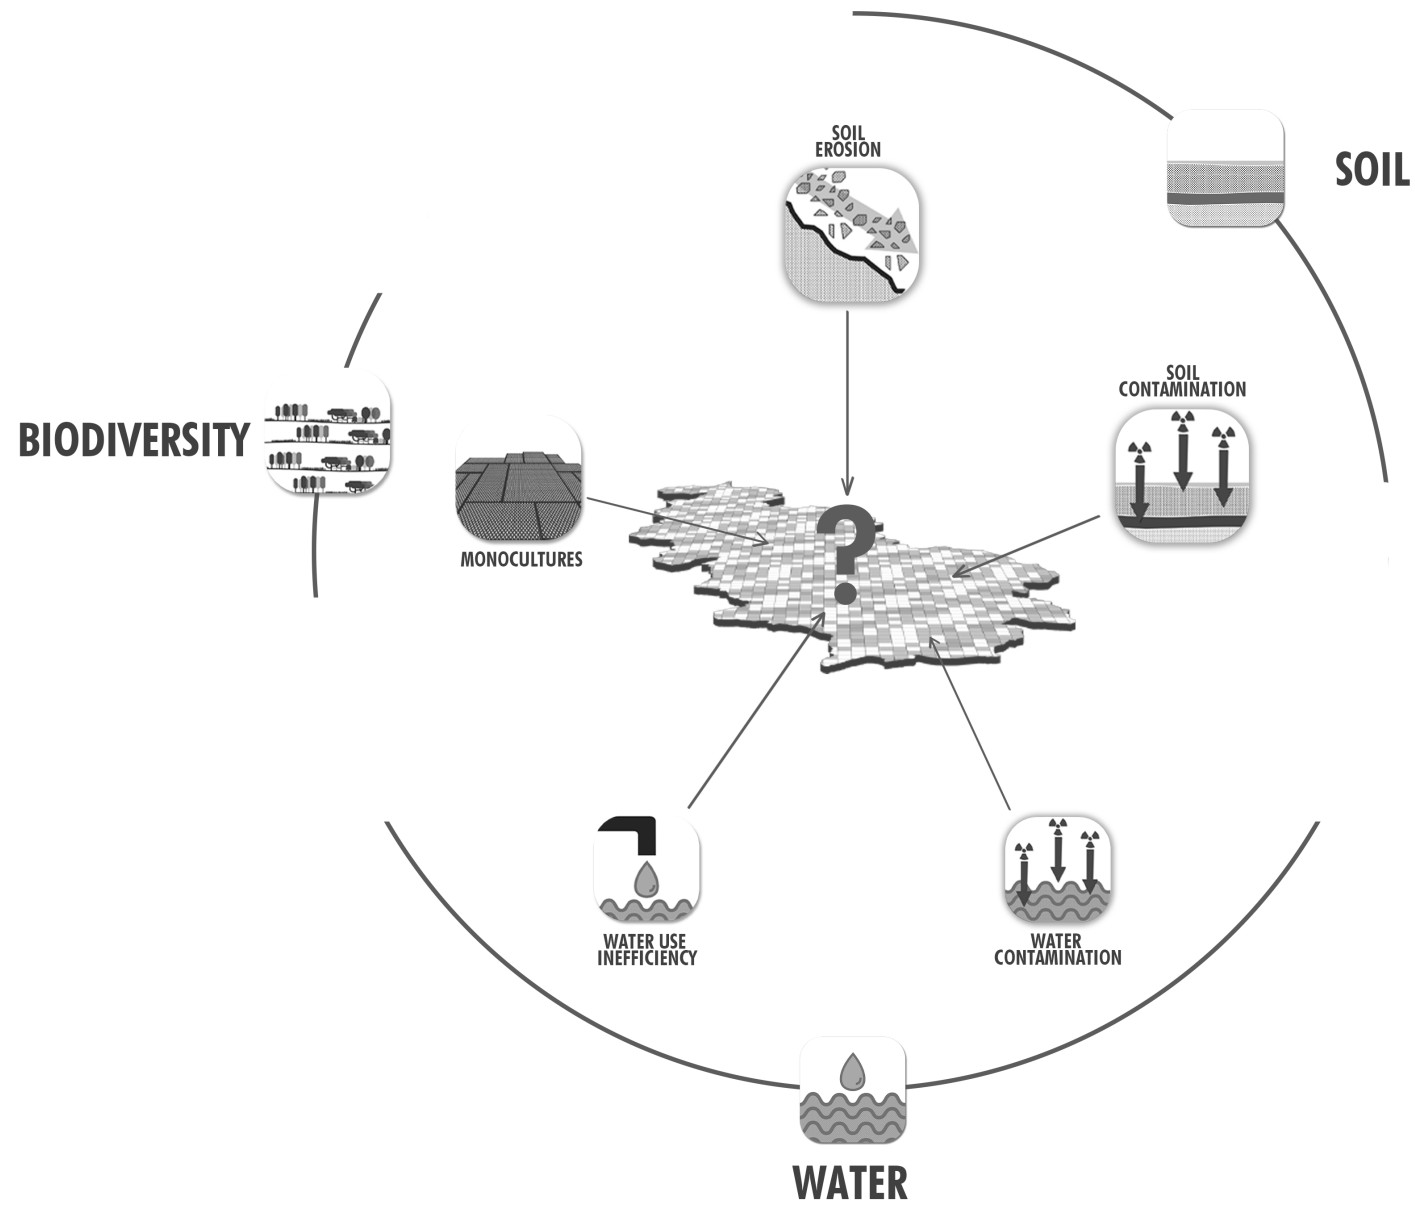 SOIL
EROSION
SOIL
SOIL
CONTAMINATION
BIODIVERSITY
MONOCULTURES
?
WATER USE
INEFFICIENCY
WATER
CONTAMINATION
WATER